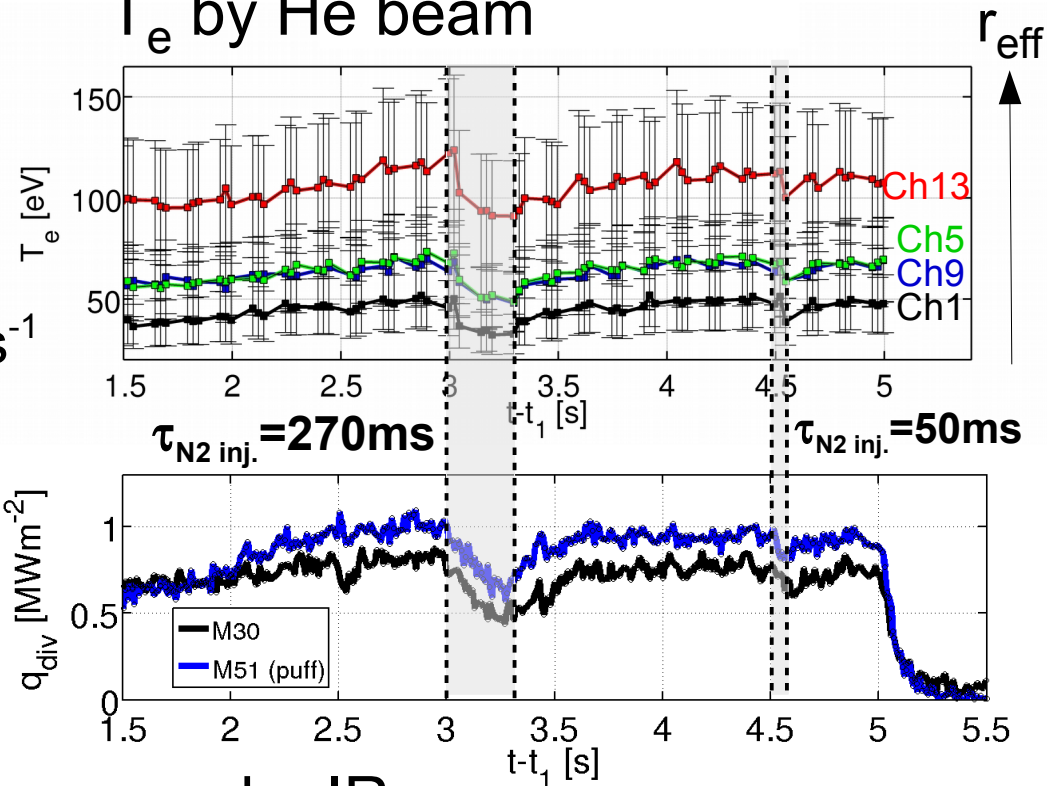 T_e by He beam
r_eff
150
100
50
T_e [eV]
Ch13
Ch5
Ch9
Ch1
-1
1.5 2 2.5 3 3.5 4 4.5 5
t-t_1 [s]
τ_N2 inj.=270ms
τ_N2 inj.=50ms
q_div [MWm^-2]
1
0.5
0
M30
M51 (puff)
1.5 2 2.5 3 3.5 4 4.5 5 5.5
t-t_1 [s]